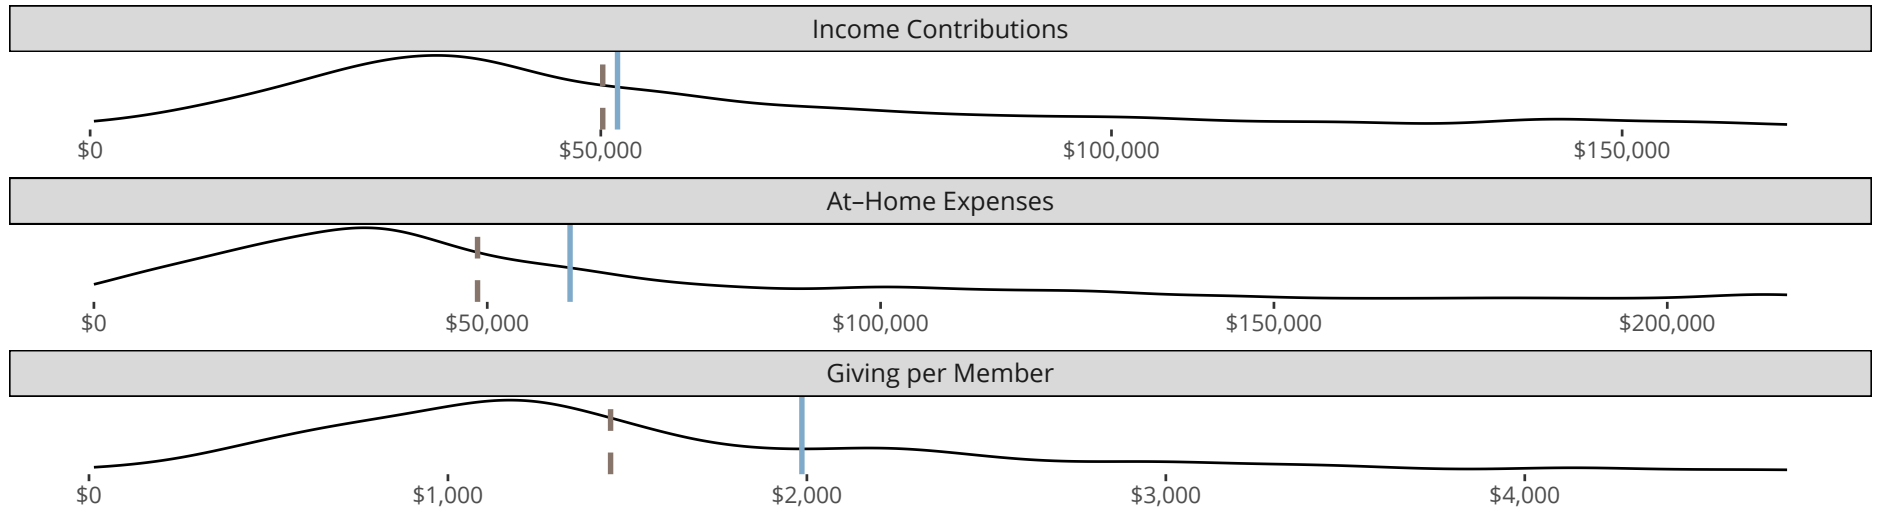 Income Contributions
$0 $50,000 $100,000 $150,000
At–Home Expenses
$0 $50,000 $100,000 $150,000 $200,000
Giving per Member
$0 $1,000 $2,000 $3,000 $4,000